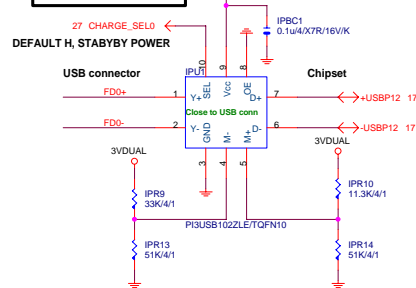 27 CHARGE_SEL0
DEFAULT H, STABYBY POWER
IPBC1
0.1u/4/X7R/16V/K
USB connector
IPU1
Chipset
10 9 8
SEL Vcc OE
FD0+ 1 Y+ D+ 7 +USBP12 17
Close to USB conn
FD0- 2 Y- D- 6 -USBP12 17
GND M- M+
3 4 5
3VDUAL
3VDUAL
IPR9
33K/4/1
IPR10
11.3K/4/1
PI3USB102ZLE/TQFN10
IPR13
51K/4/1
IPR14
51K/4/1